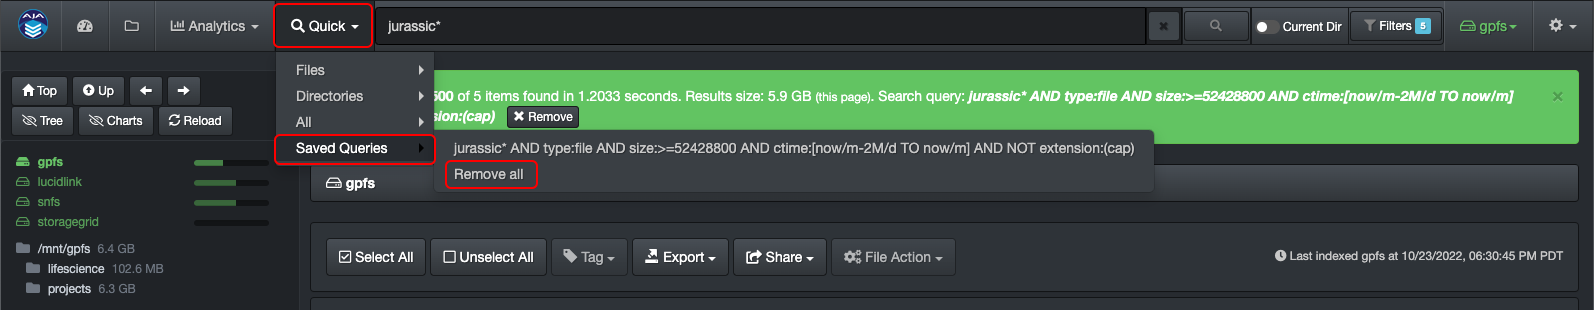 AJA
Analytics
Quick
jurassic*
Current Dir
Filters 5
gpfs
Files
Directories
All
Saved Queries
Top
Up
Tree
Charts
Reload
500 of 5 items found in 1.2033 seconds. Results size: 5.9 GB (this page). Search query: jurassic* AND type:file AND size:>=52428800 AND ctime:[now/m-2M/d TO now/m]
ension:(cap)
Remove
jurassic* AND type:file AND size:>=52428800 AND ctime:[now/m-2M/d TO now/m] AND NOT extension:(cap)
Remove all
gpfs
lucidlink
snfs
storagegrid
/mnt/gpfs 6.4 GB
lifescience 102.6 MB
projects 6.3 GB
gpfs
Select All
Unselect All
Tag
Export
Share
File Action
Last indexed gpfs at 10/23/2022, 06:30:45 PM PDT